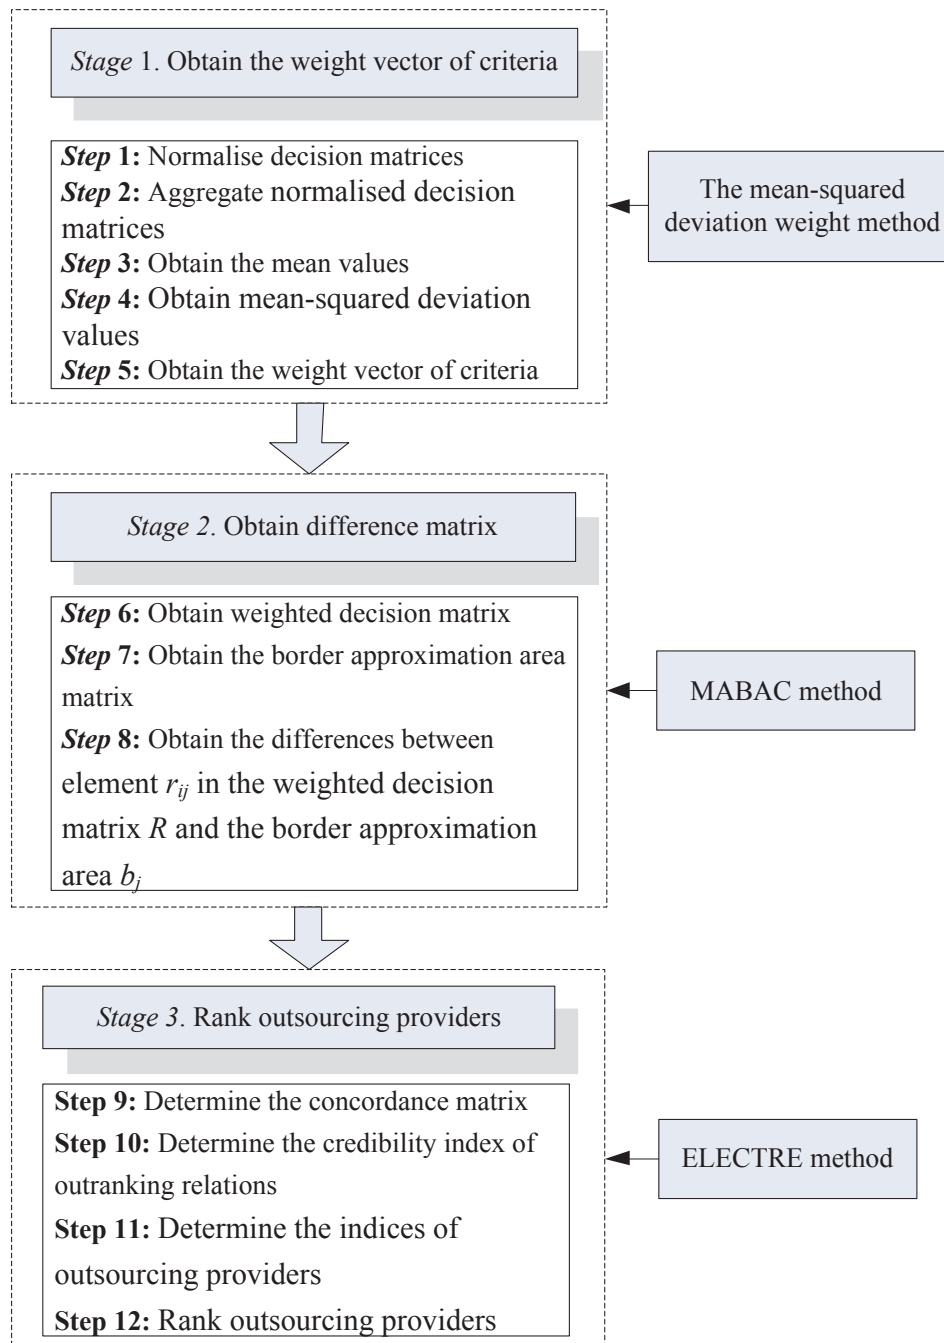 Stage 1. Obtain the weight vector of criteria
Step 1: Normalise decision matrices
Step 2: Aggregate normalised decision
matrices
Step 3: Obtain the mean values
Step 4: Obtain mean-squared deviation
values
Step 5: Obtain the weight vector of criteria
The mean-squared
deviation weight method
Stage 2. Obtain difference matrix
Step 6: Obtain weighted decision matrix
Step 7: Obtain the border approximation area
matrix
Step 8: Obtain the differences between
element rij in the weighted decision
matrix R and the border approximation
area bj
MABAC method
Stage 3. Rank outsourcing providers
Step 9: Determine the concordance matrix
Step 10: Determine the credibility index of
outranking relations
Step 11: Determine the indices of
outsourcing providers
Step 12: Rank outsourcing providers
ELECTRE method